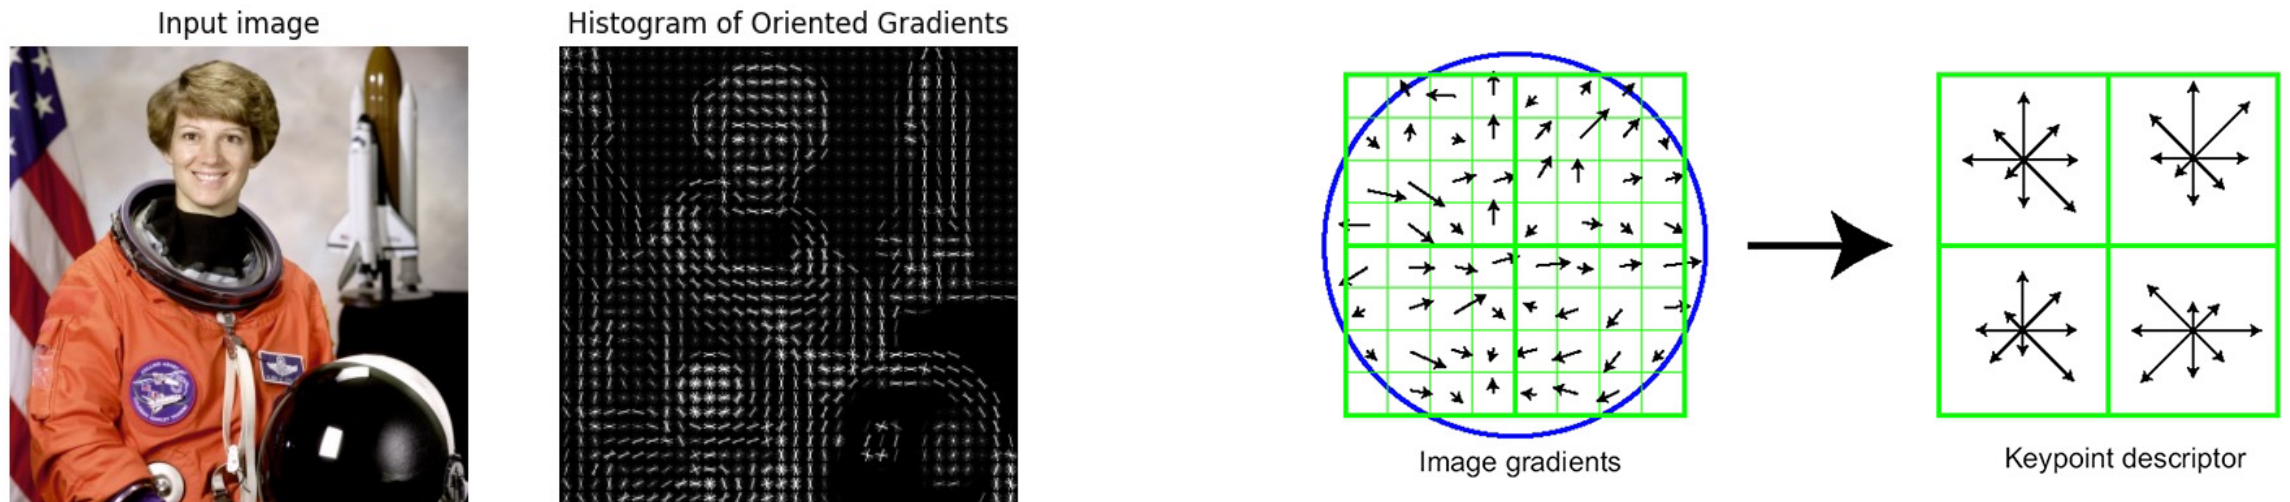 Input image
Histogram of Oriented Gradients
Image gradients
Keypoint descriptor